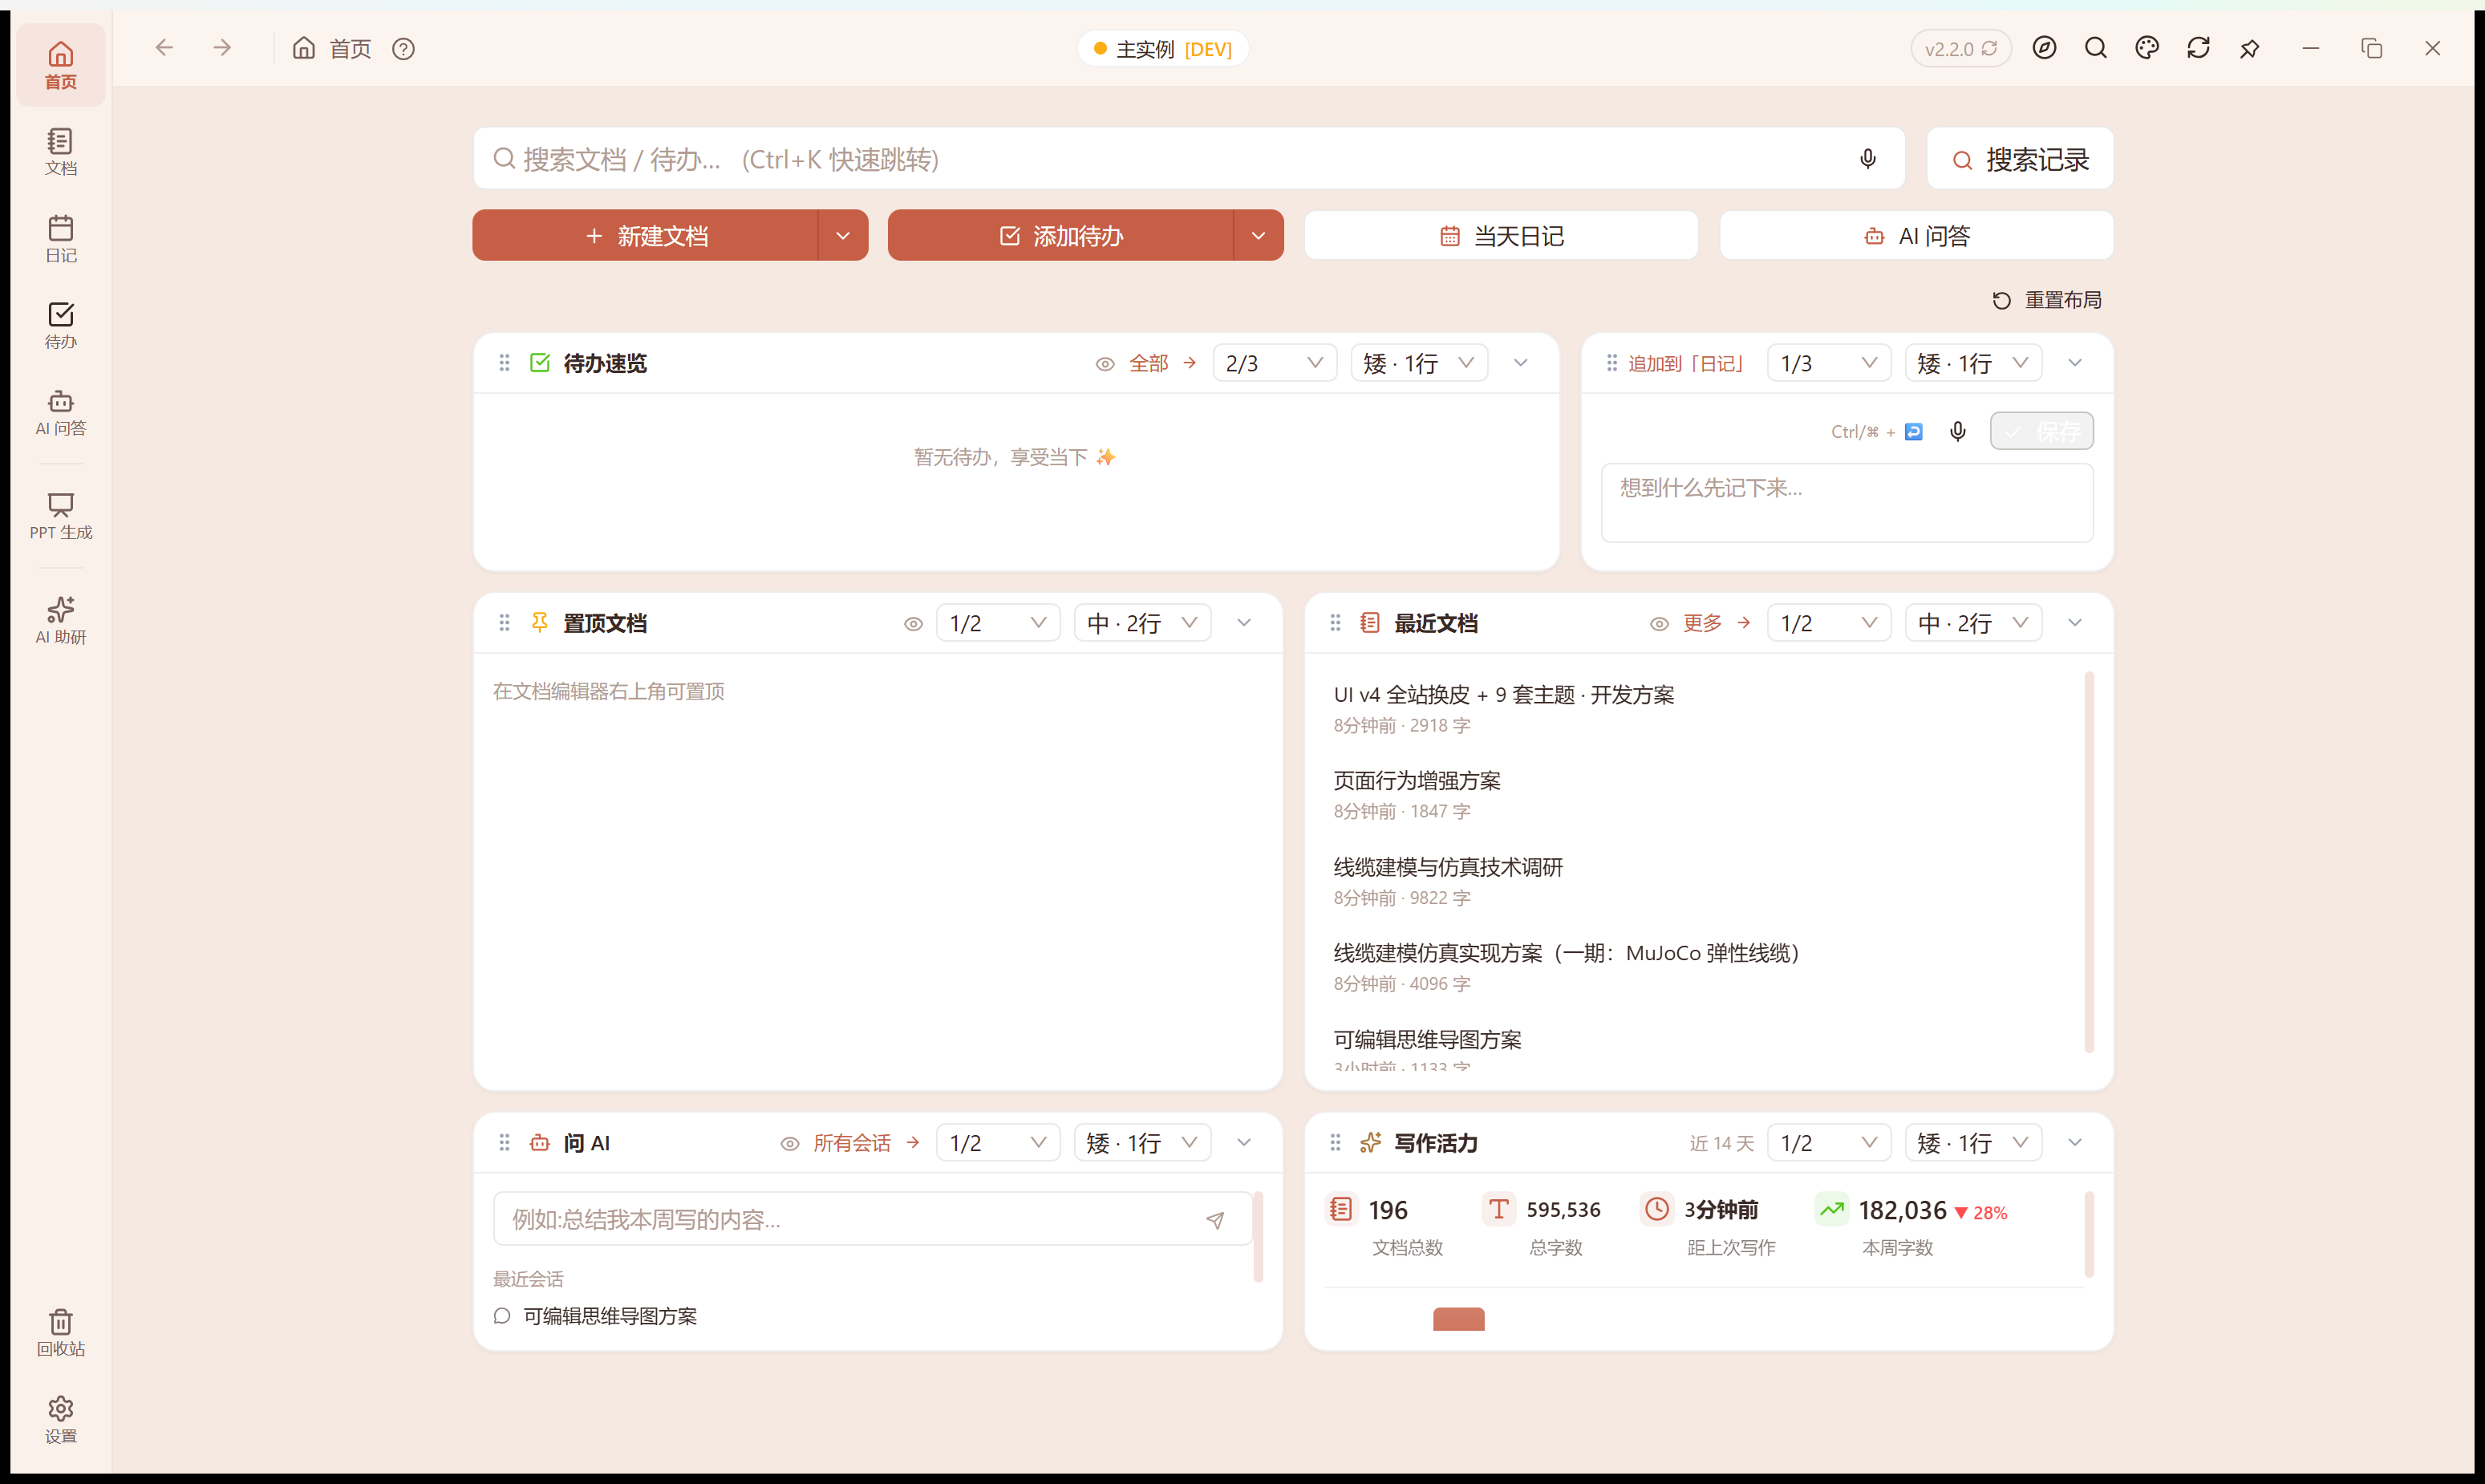 首页
文档
日记
待办
AI 问答
PPT 生成
AI 助研
回收站
设置
首页
主实例 [DEV]
v2.2.0
搜索文档 / 待办... (Ctrl+K 快速跳转)
搜索记录
新建文档
添加待办
当天日记
AI 问答
重置布局
待办速览 全部 → 2/3 矮 · 1行
暂无待办，享受当下 ✨
追加到「日记」 1/3 矮 · 1行
Ctrl/⌘ + ↩ 保存
想到什么先记下来...
置顶文档 1/2 中 · 2行
在文档编辑器右上角可置顶
最近文档 更多 → 1/2 中 · 2行
UI v4 全站换皮 + 9 套主题 · 开发方案
8分钟前 · 2918 字
页面行为增强方案
8分钟前 · 1847 字
线缆建模与仿真技术调研
8分钟前 · 9822 字
线缆建模仿真实现方案（一期：MuJoCo 弹性线缆）
8分钟前 · 4096 字
可编辑思维导图方案
3小时前 · 1133 字
问 AI 所有会话 → 1/2 矮 · 1行
例如:总结我本周写的内容...
最近会话
可编辑思维导图方案
写作活力 近 14 天 1/2 矮 · 1行
196
文档总数
595,536
总字数
3分钟前
距上次写作
182,036 ▼ 28%
本周字数